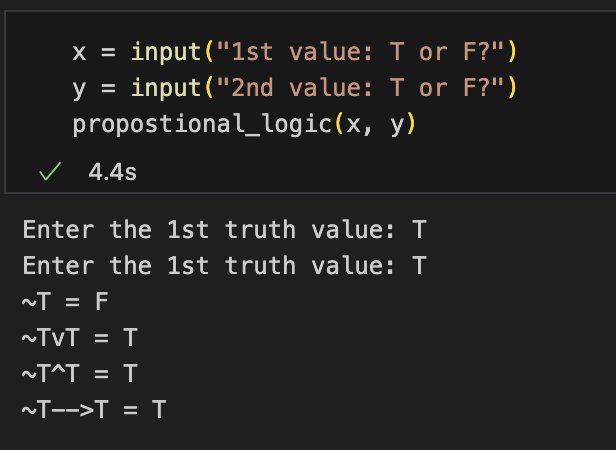 x = input("1st value: T or F?")
y = input("2nd value: T or F?")
propostional_logic(x, y)
✓ 4.4s
Enter the 1st truth value: T
Enter the 1st truth value: T
~T = F
~TvT = T
~T^T = T
~T-->T = T